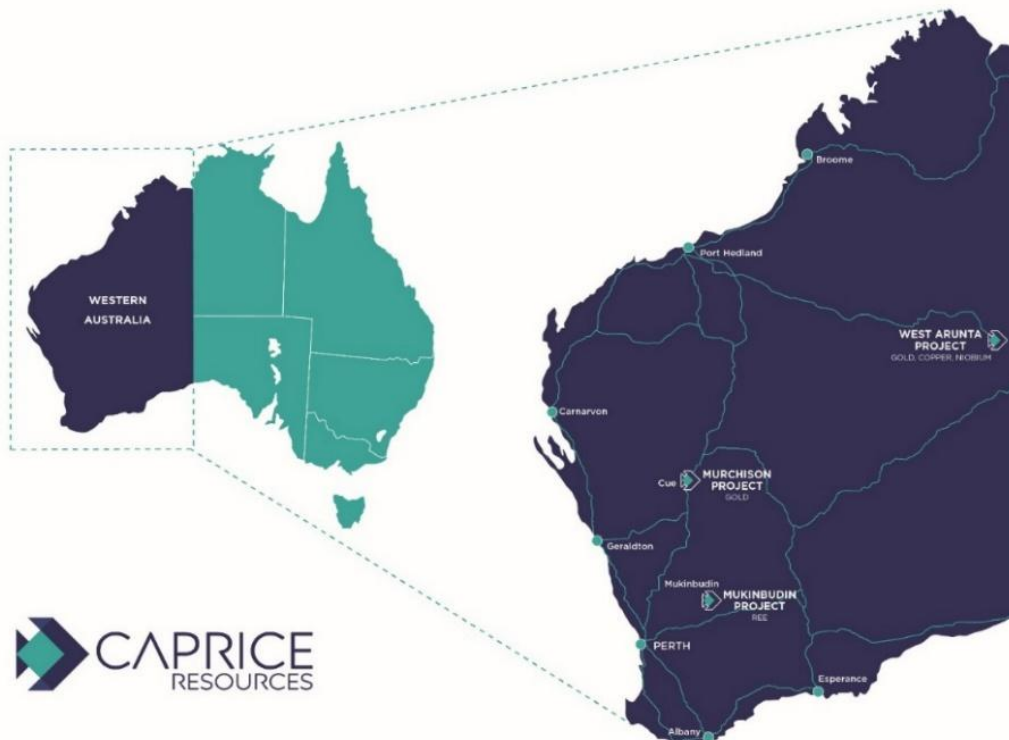 WESTERN
AUSTRALIA
Broome
Port Hedland
WEST ARUNTA
PROJECT
GOLD, COPPER, NIOBIUM
Carnarvon
Cue
MURCHISON
PROJECT
GOLD
Geraldton
Mukinbudin
MUKINBUDIN
PROJECT
REE
PERTH
Esperance
Albany
CAPRICE
RESOURCES